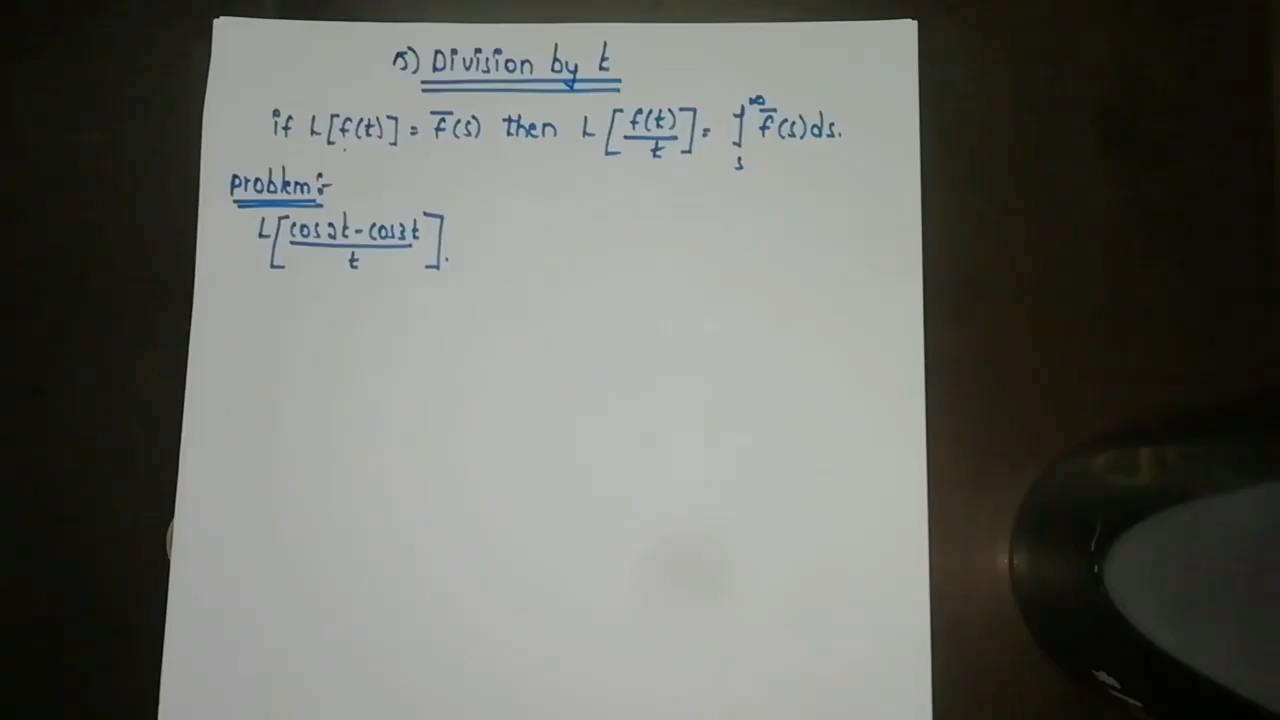 5) Division by t
if L[f(t)] = f̅(s) then L[f(t)/t] = ∫ₛ^∞ f̅(s)ds.
problem:-
L[cos2t-cos3t/t].